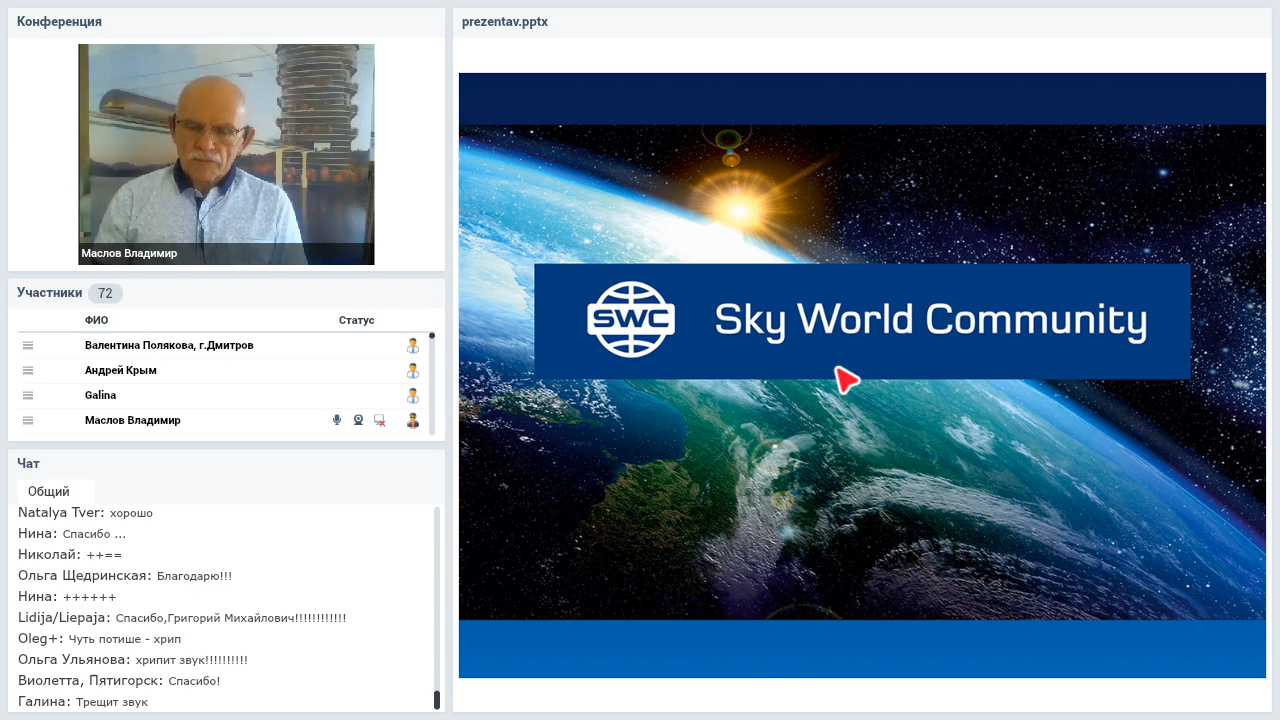 Конференция
Маслов Владимир
Участники 72
ФИО Статус
Валентина Полякова, г.Дмитров
Андрей Крым
Galina
Маслов Владимир
Чат
Общий
Natalya Tver: хорошо
Нина: Спасибо ...
Николай: ++==
Ольга Щедринская: Благодарю!!!
Нина: ++++++
Lidija/Liepaja: Спасибо,Григорий Михайлович!!!!!!!!!!!!
Oleg+: Чуть потише - хрип
Ольга Ульянова: хрипит звук!!!!!!!!!!
Виолетта, Пятигорск: Спасибо!
Галина: Трещит звук
prezentav.pptx
SWC Sky World Community